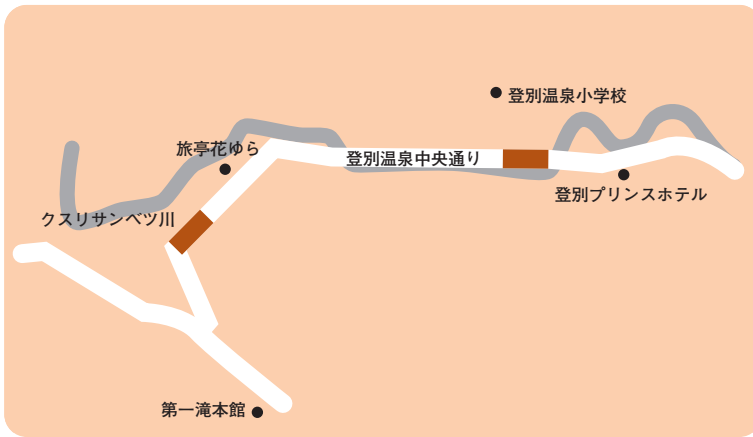 登別温泉小学校
旅亭花ゆら
登別温泉中央通り
登別プリンスホテル
クスリサンベツ川
第一滝本館